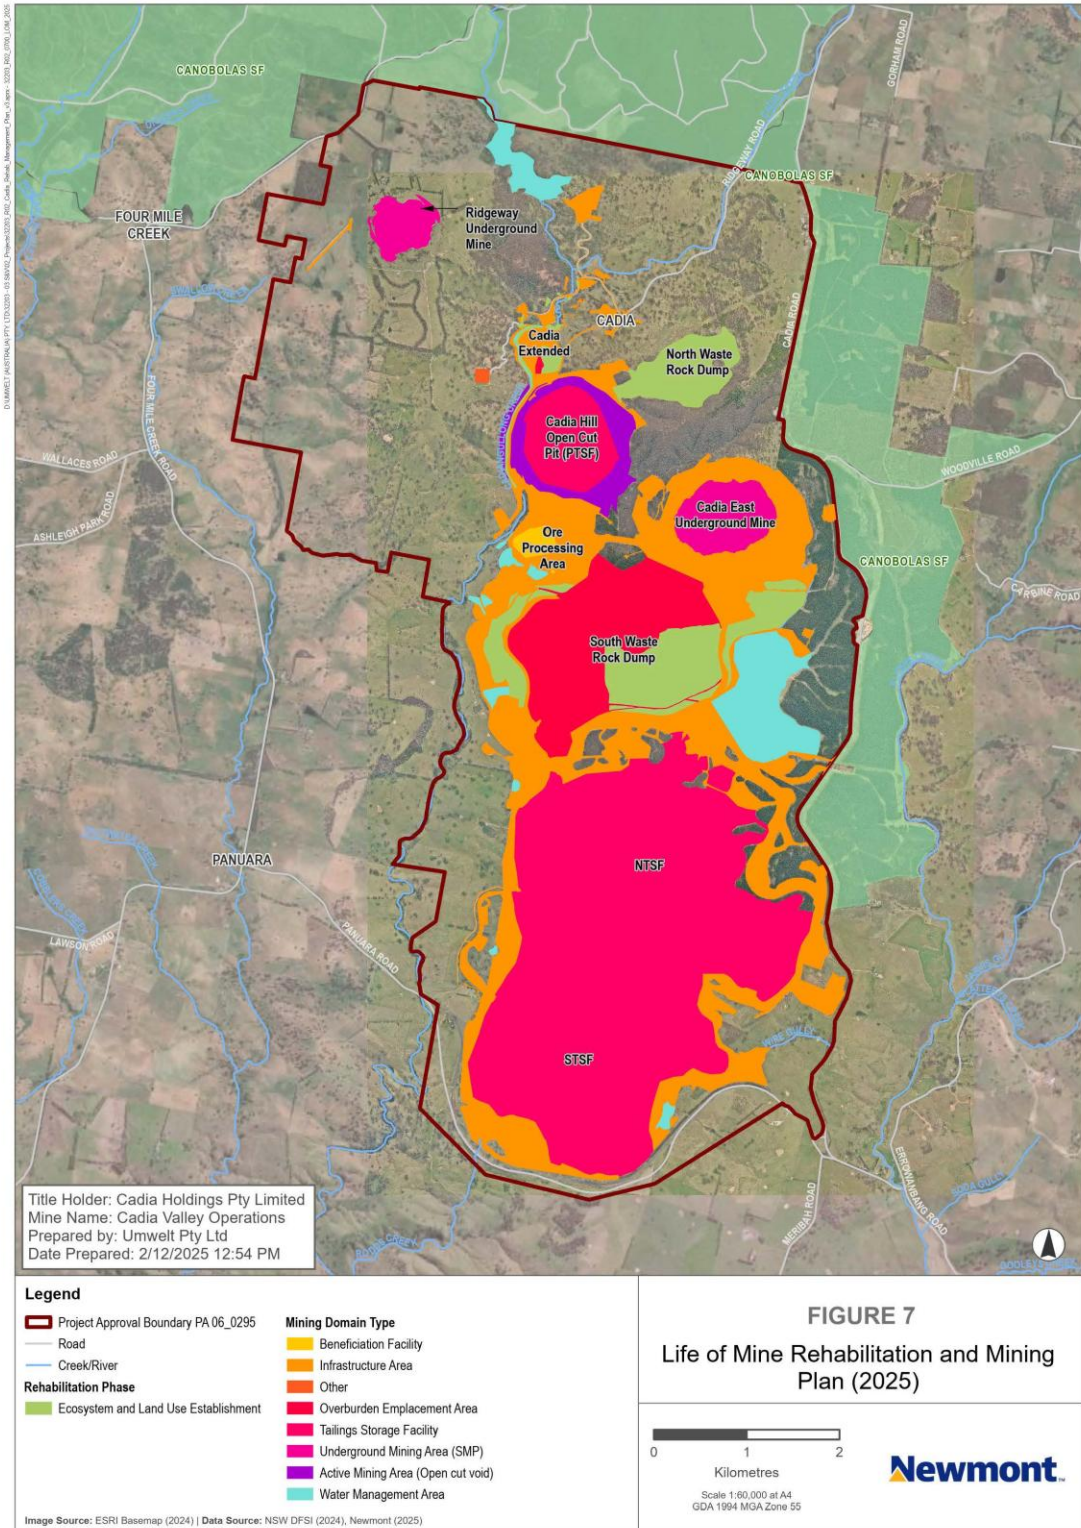 CANOBOLAS SF
GORHAM ROAD
RIDGEWAY ROAD
CANOBOLAS SF
FOUR MILE
CREEK
Ridgeway
Underground
Mine
CADIA ROAD
CADIA
Cadia
Extended
North Waste
Rock Dump
FOUR MILE CREEK ROAD
Cadia Hill
Open Cut
Pit (PTSF)
WALLACES ROAD
WOODVILLE ROAD
ASHLEIGH PARK ROAD
Cadia East
Underground Mine
Ore
Processing
Area
CANOBOLAS SF
CARBINE ROAD
South Waste
Rock Dump
PANUARA
NTSF
LAWSON ROAD
PANUARA ROAD
STSF
ERROWANBANG ROAD
MERIBAH ROAD
Title Holder: Cadia Holdings Pty Limited
Mine Name: Cadia Valley Operations
Prepared by: Umwelt Pty Ltd
Date Prepared: 2/12/2025 12:54 PM
Legend
Project Approval Boundary PA 06_0295
Road
Creek/River
Rehabilitation Phase
Ecosystem and Land Use Establishment
Mining Domain Type
Beneficiation Facility
Infrastructure Area
Other
Overburden Emplacement Area
Tailings Storage Facility
Underground Mining Area (SMP)
Active Mining Area (Open cut void)
Water Management Area
FIGURE 7
Life of Mine Rehabilitation and Mining
Plan (2025)
0 1 2
Kilometres
Scale 1:60,000 at A4
GDA 1994 MGA Zone 55
Newmont
Image Source: ESRI Basemap (2024) | Data Source: NSW DFSI (2024), Newmont (2025)